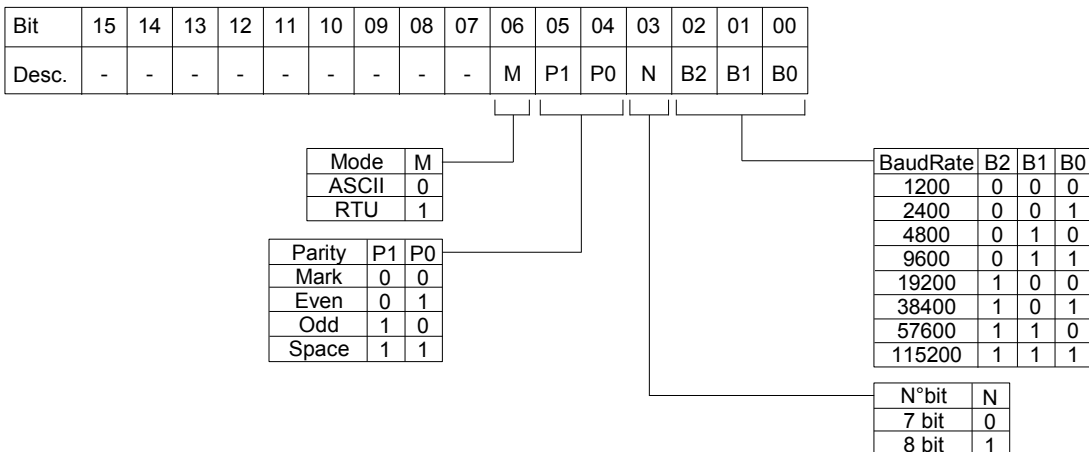 Bit 15 14 13 12 11 10 09 08 07 06 05 04 03 02 01 00
Desc. - - - - - - - - - M P1 P0 N B2 B1 B0
Mode M
ASCII 0
RTU 1
Parity P1 P0
Mark 0 0
Even 0 1
Odd 1 0
Space 1 1
BaudRate B2 B1 B0
1200 0 0 0
2400 0 0 1
4800 0 1 0
9600 0 1 1
19200 1 0 0
38400 1 0 1
57600 1 1 0
115200 1 1 1
N°bit N
7 bit 0
8 bit 1